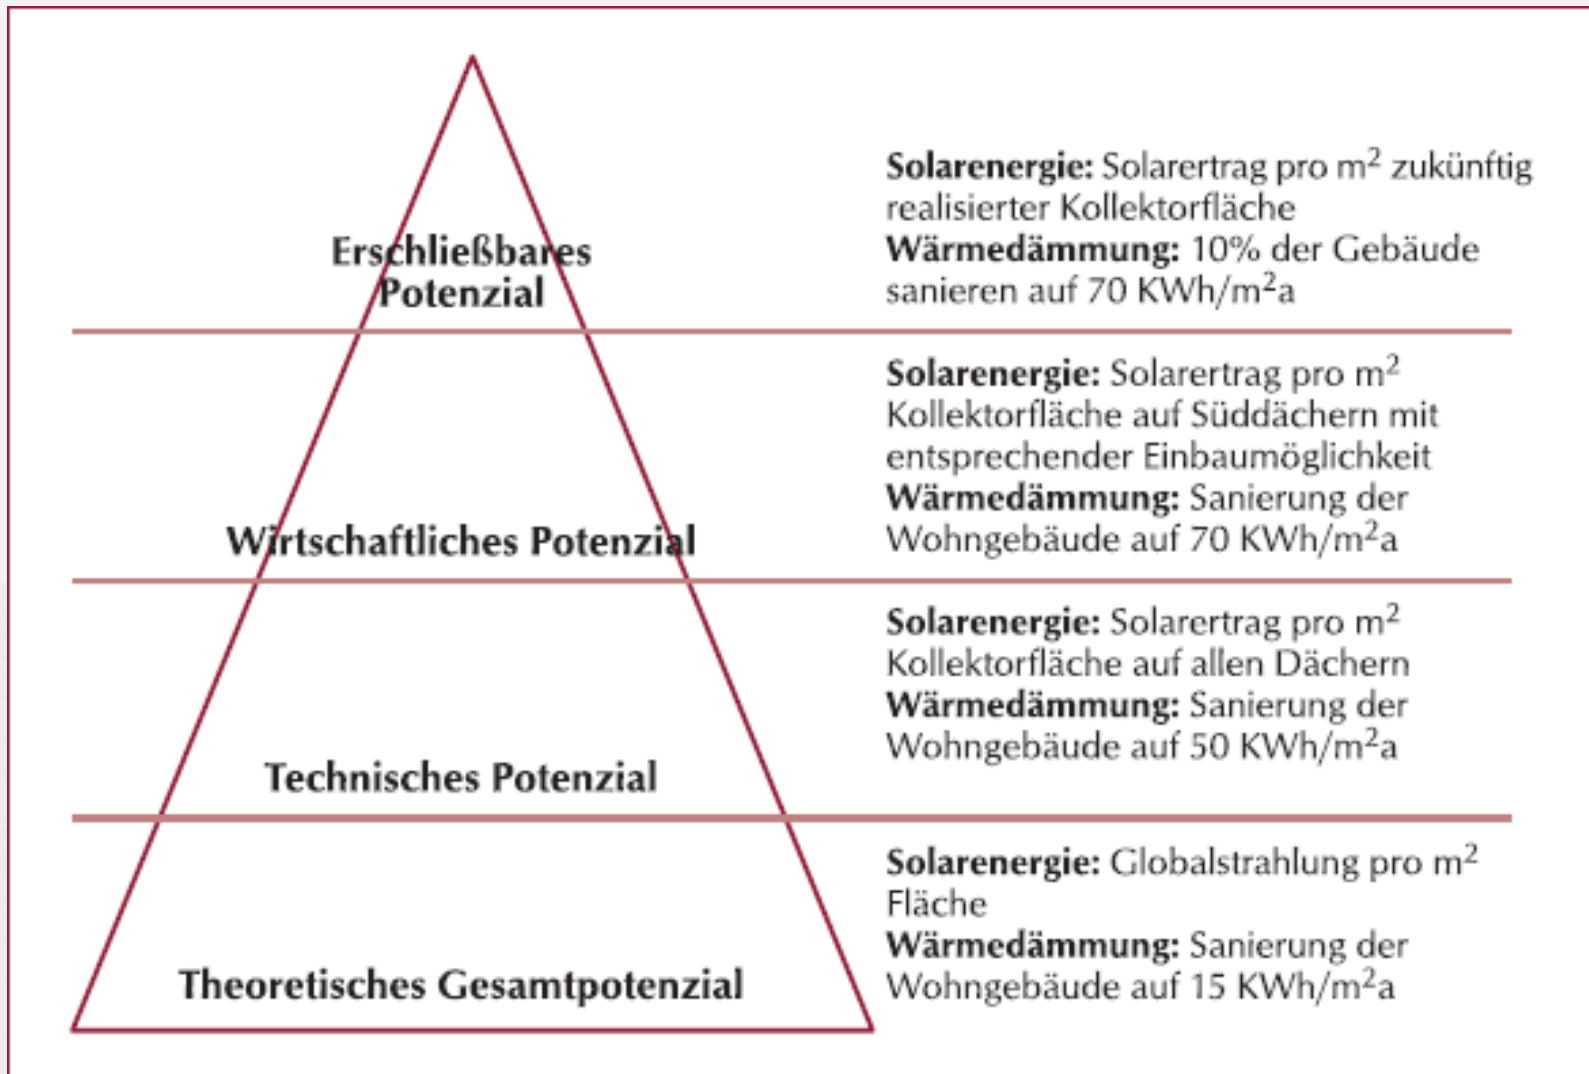 Erschließbares
Potenzial
Solarenergie: Solarertrag pro m² zukünftig
realisierter Kollektorfläche
Wärmedämmung: 10% der Gebäude
sanieren auf 70 KWh/m²a
Wirtschaftliches Potenzial
Solarenergie: Solarertrag pro m²
Kollektorfläche auf Süddächern mit
entsprechender Einbaumöglichkeit
Wärmedämmung: Sanierung der
Wohngebäude auf 70 KWh/m²a
Technisches Potenzial
Solarenergie: Solarertrag pro m²
Kollektorfläche auf allen Dächern
Wärmedämmung: Sanierung der
Wohngebäude auf 50 KWh/m²a
Theoretisches Gesamtpotenzial
Solarenergie: Globalstrahlung pro m²
Fläche
Wärmedämmung: Sanierung der
Wohngebäude auf 15 KWh/m²a